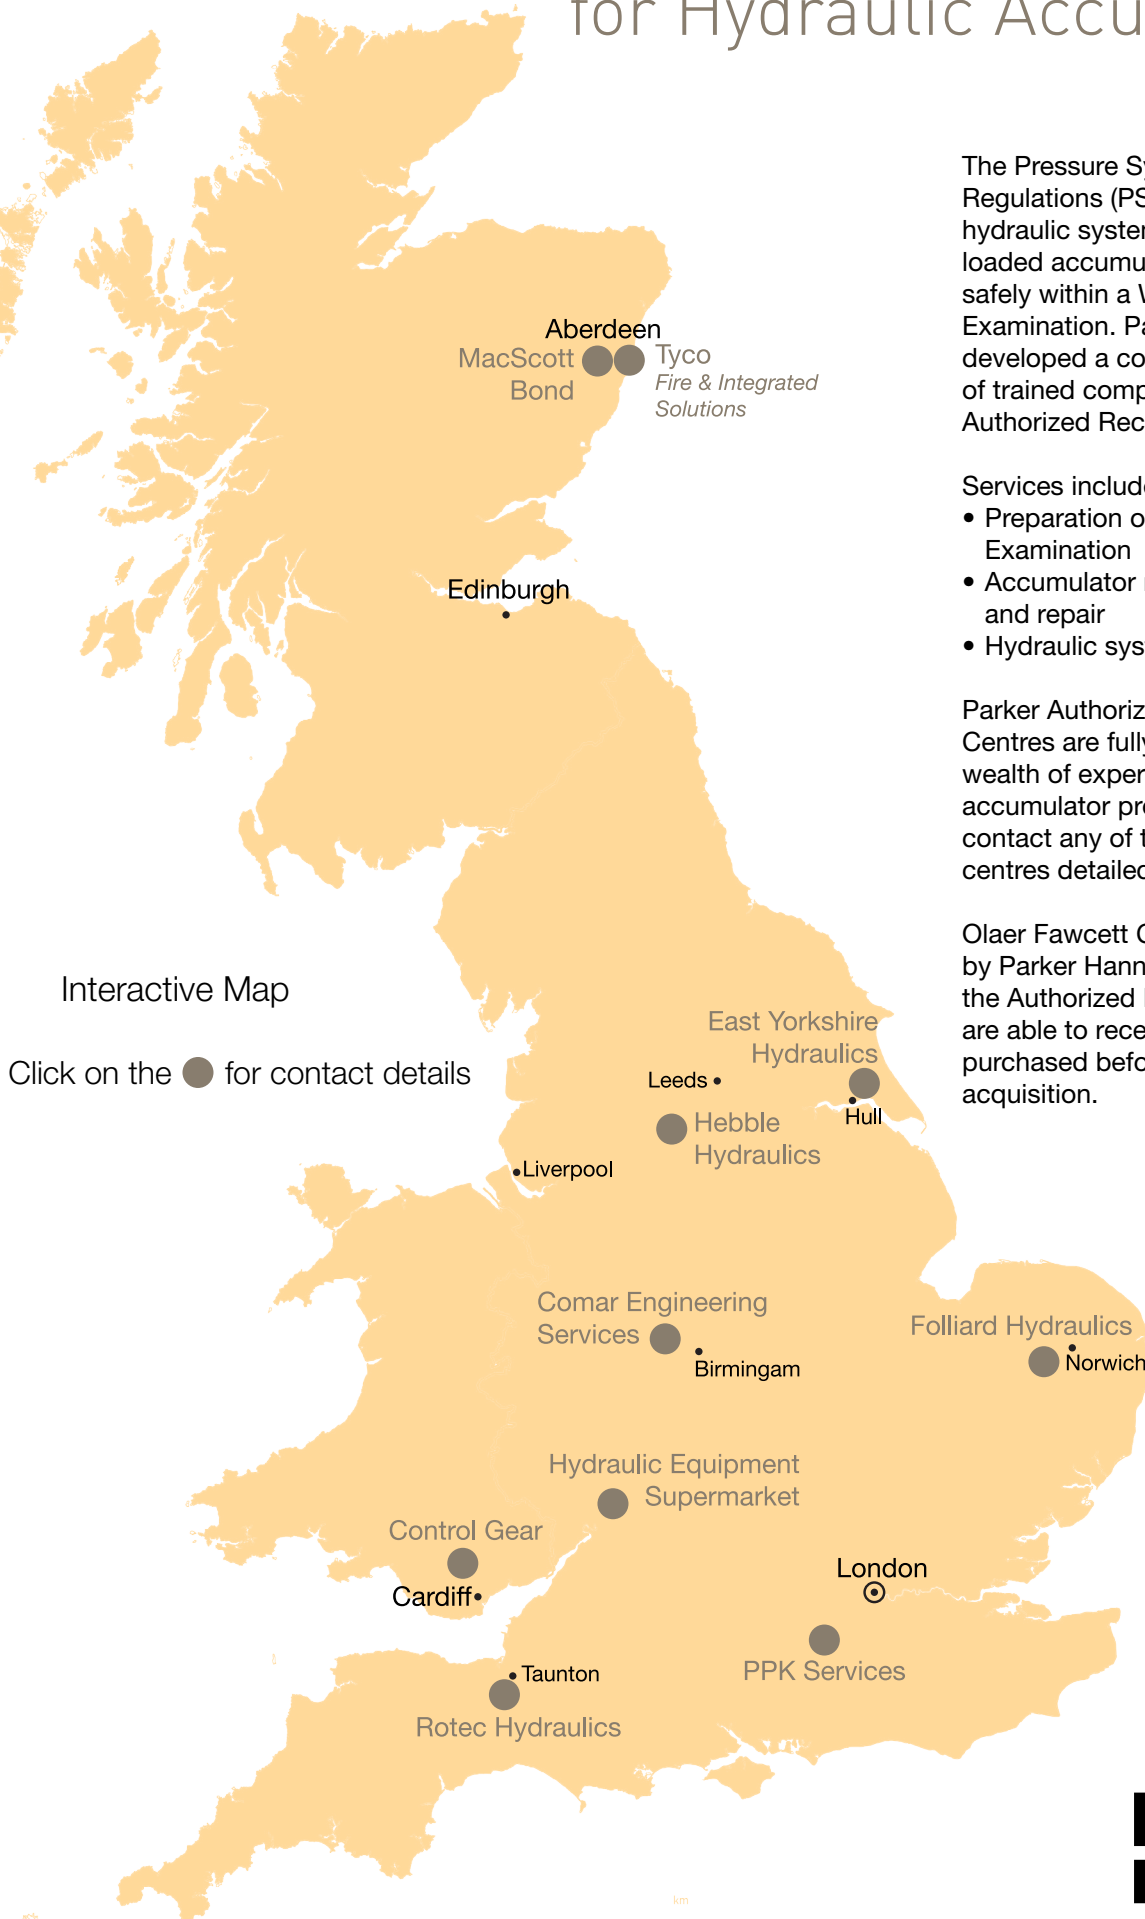 for Hydraulic Accu
The Pressure Sy
Regulations (PS
hydraulic system
loaded accumu
safely within a W
Examination. Pa
developed a co
of trained comp
Authorized Rec
Services include
• Preparation o
Examination
• Accumulator r
and repair
• Hydraulic sys
Parker Authoriz
Centres are fully
wealth of exper
accumulator pro
contact any of t
centres detailed
Olaer Fawcett C
by Parker Hann
the Authorized
are able to rece
purchased befo
acquisition.
Aberdeen
MacScott
Bond
Tyco
Fire & Integrated
Solutions
Edinburgh
Interactive Map
Click on the for contact details
East Yorkshire
Hydraulics
Leeds
Hull
Hebble
Hydraulics
Liverpool
Comar Engineering
Services
Birmingam
Folliard Hydraulics
Norwich
Hydraulic Equipment
Supermarket
Control Gear
Cardiff
London
PPK Services
Taunton
Rotec Hydraulics
km